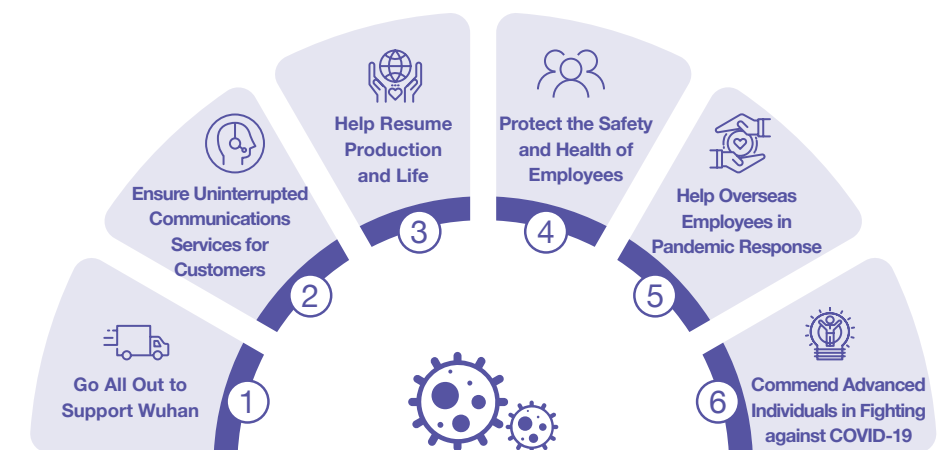 1
Go All Out to
Support Wuhan
2
Ensure Uninterrupted
Communications
Services for
Customers
3
Help Resume
Production
and Life
4
Protect the Safety
and Health of
Employees
5
Help Overseas
Employees in
Pandemic Response
6
Commend Advanced
Individuals in Fighting
against COVID-19